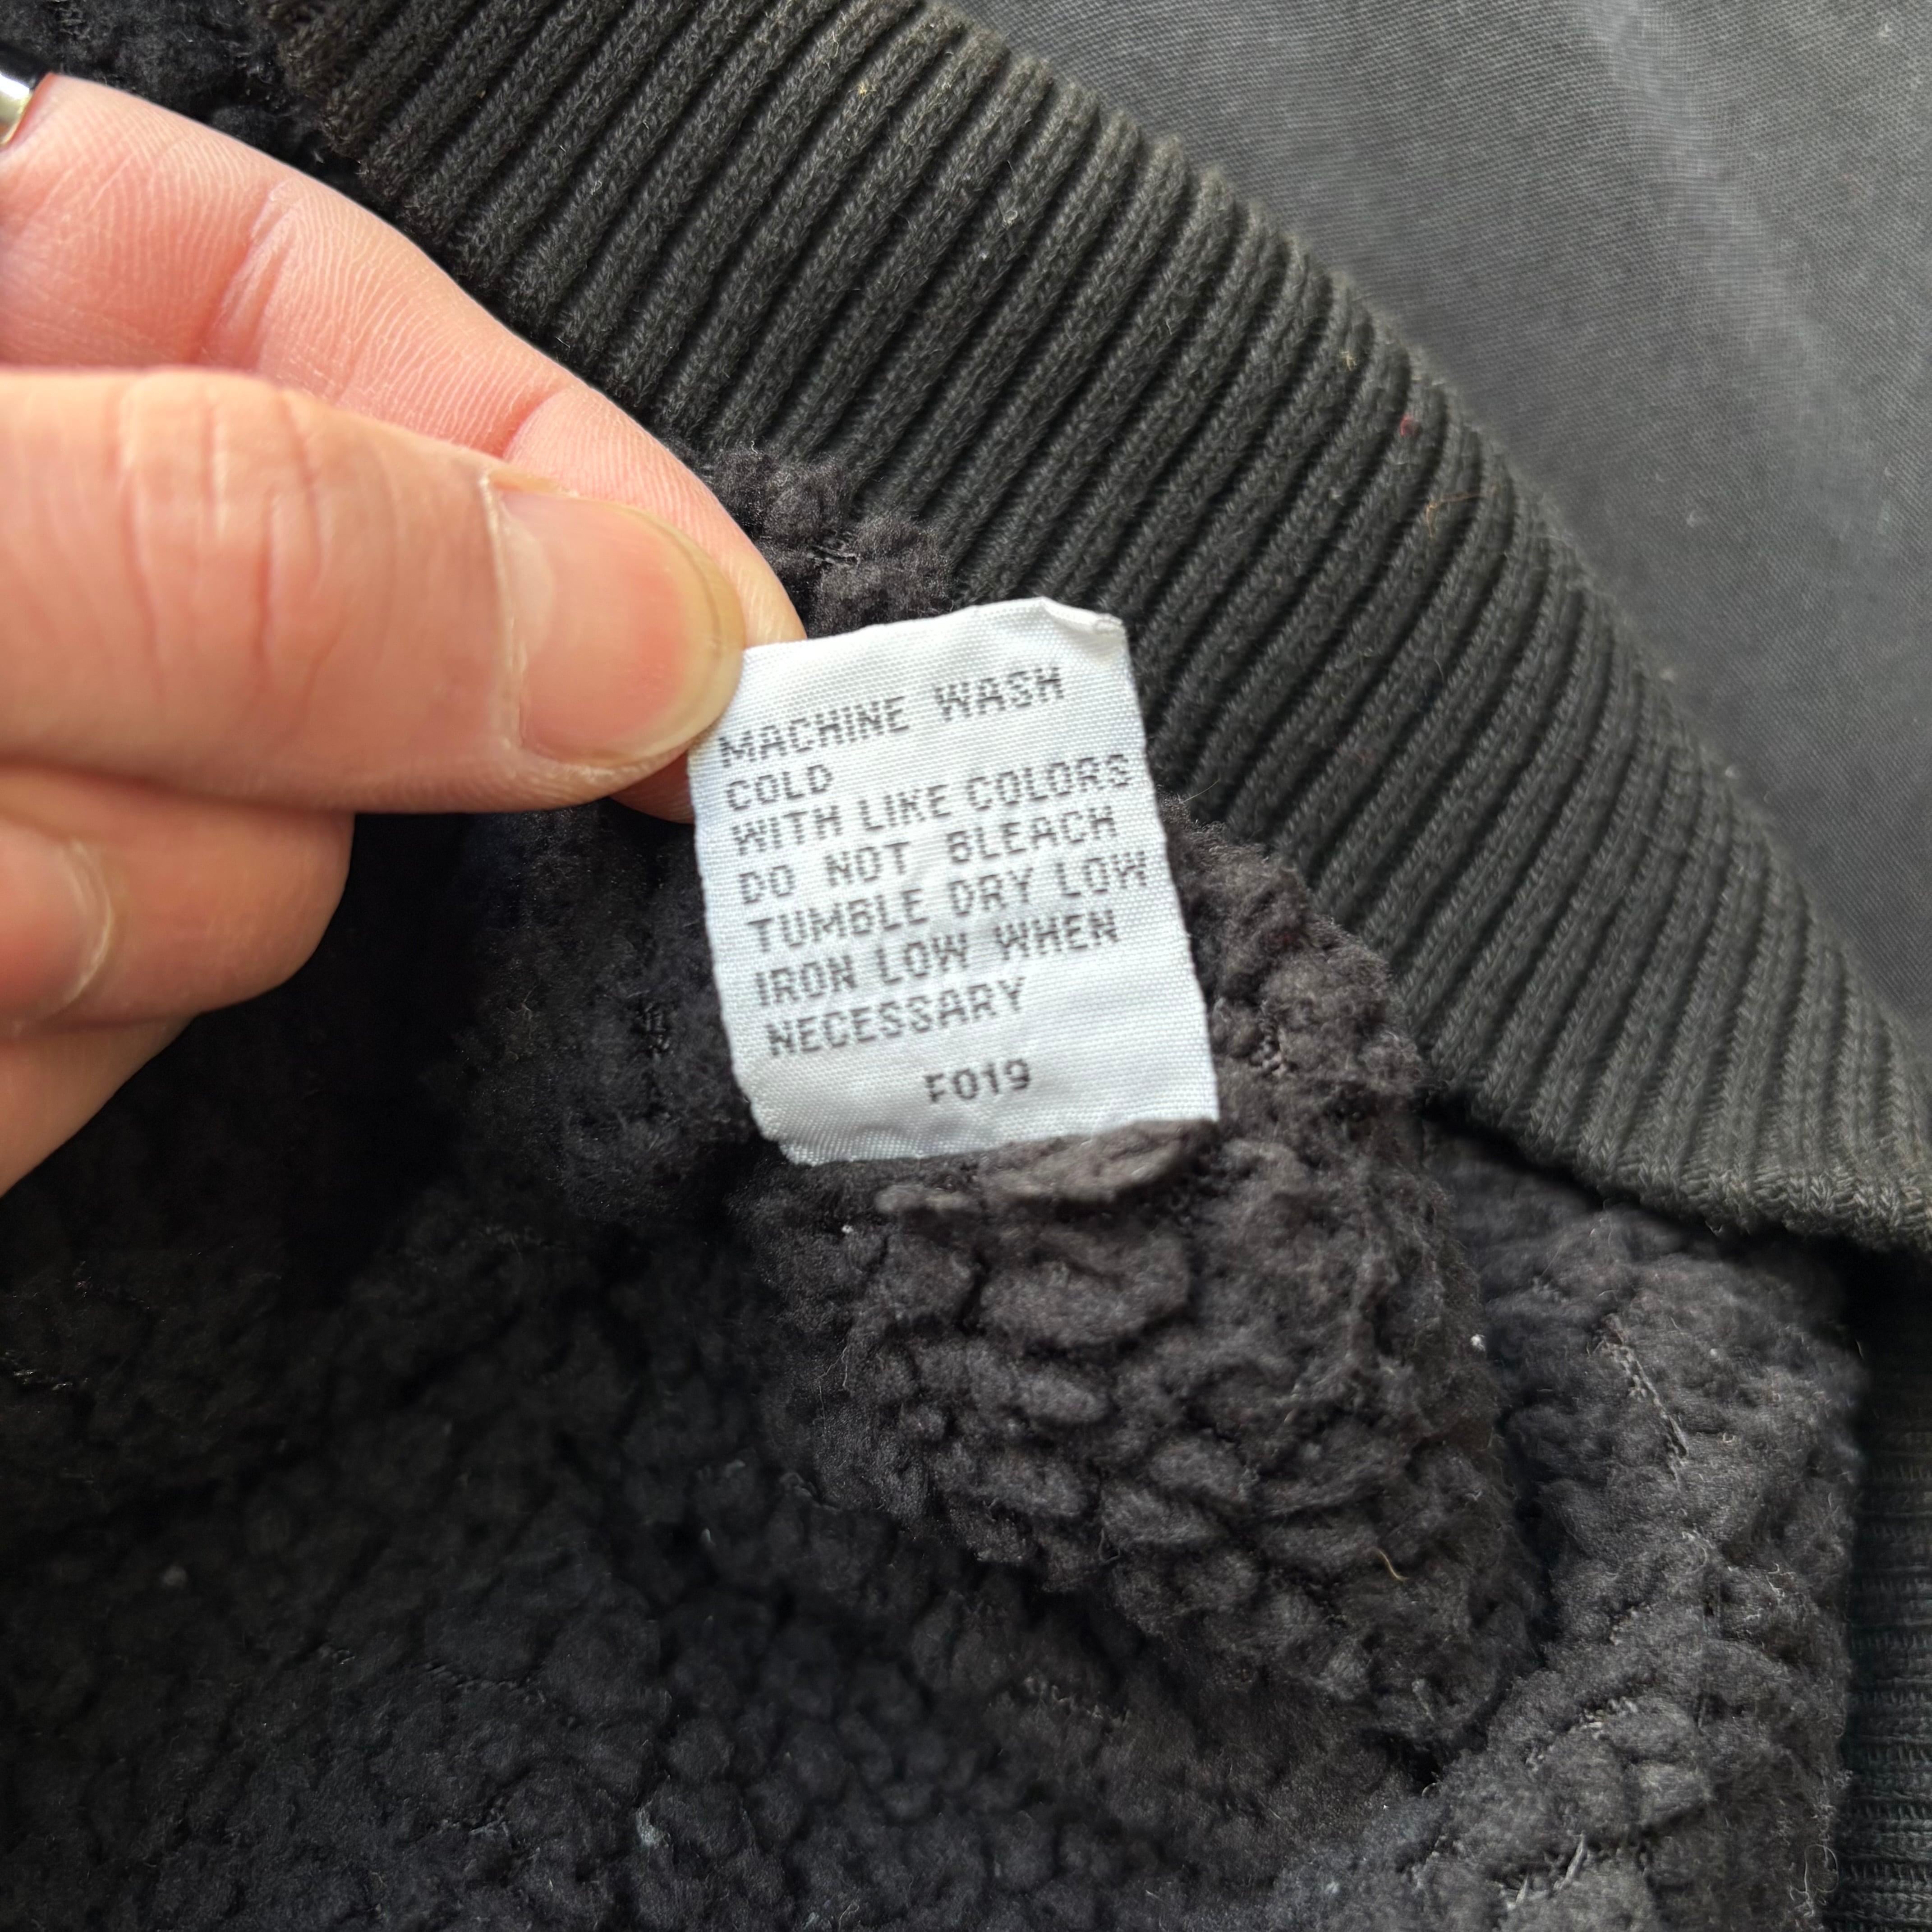 MACHINE WASH
COLD
WITH LIKE COLORS
DO NOT BLEACH
TUMBLE DRY LOW
IRON LOW WHEN
NECESSARY
F019